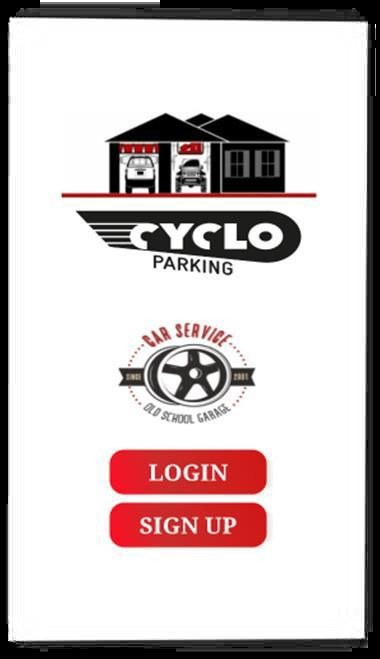 CYCLO
PARKING
CAR SERVICE
SINCE 2001
OLD SCHOOL GARAGE
LOGIN
SIGN UP